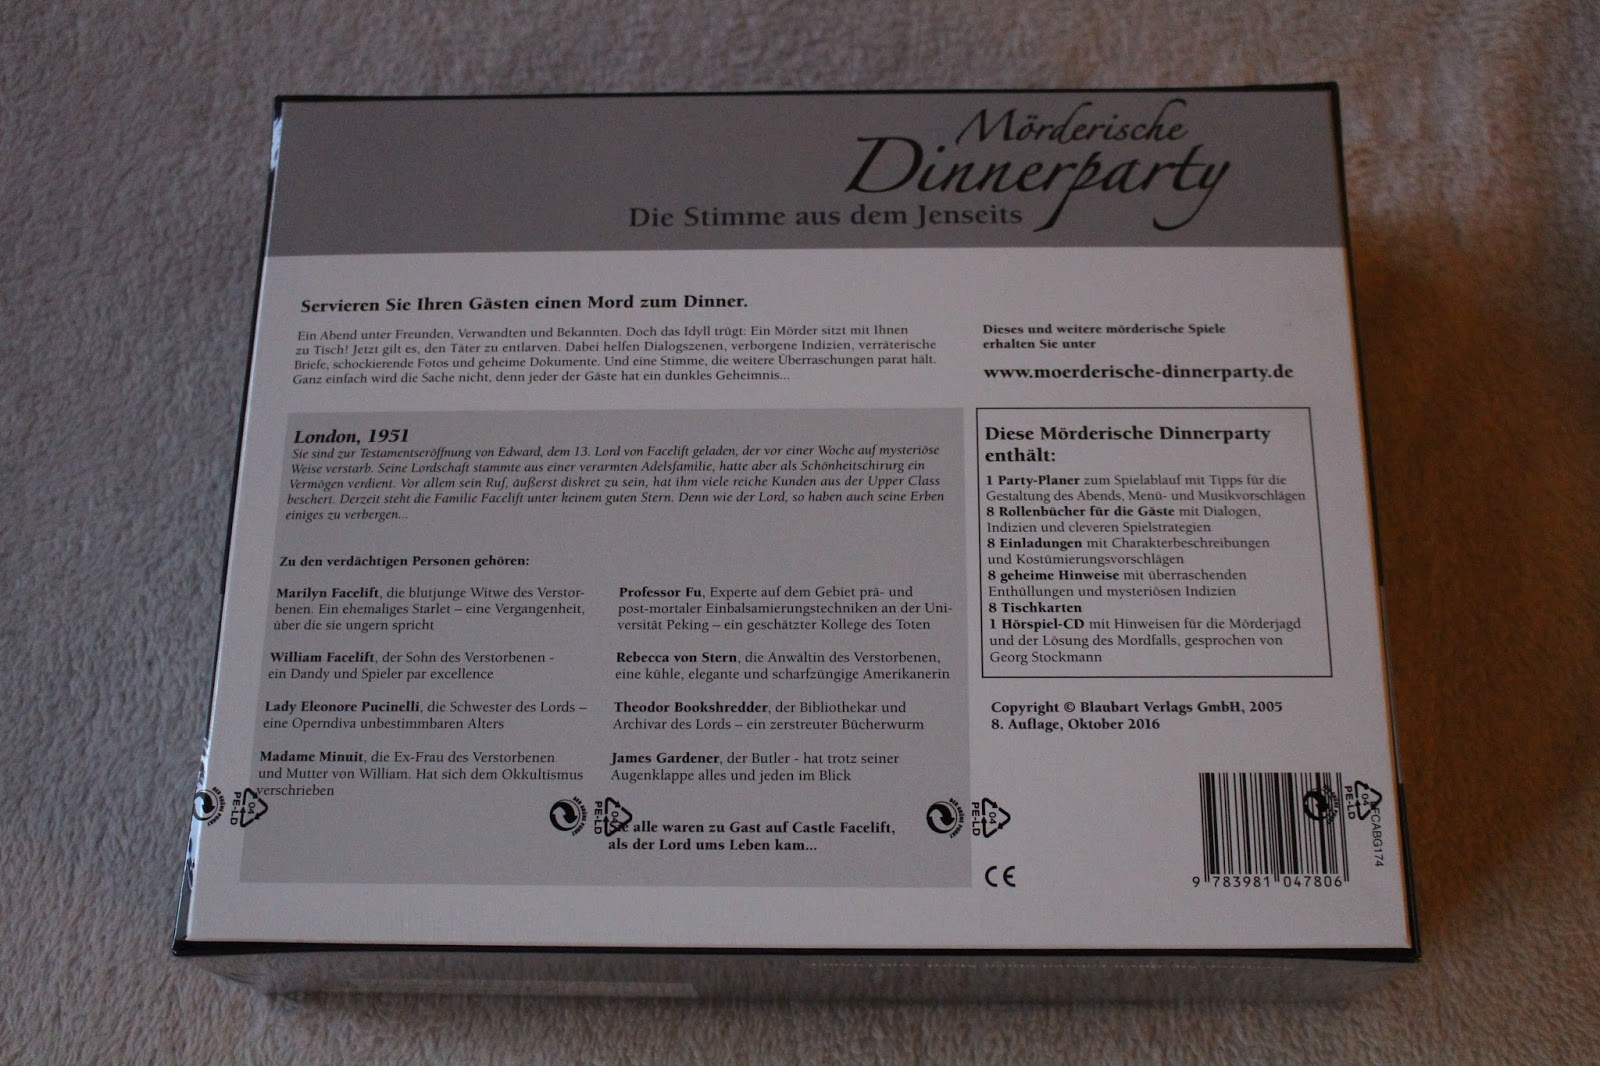 Mörderische
Dinnerparty
Die Stimme aus dem Jenseits
Servieren Sie Ihren Gästen einen Mord zum Dinner.
Ein Abend unter Freunden, Verwandten und Bekannten. Doch das Idyll trügt: Ein Mörder sitzt mit Ihnen
zu Tisch! Jetzt gilt es, den Täter zu entlarven. Dabei helfen Dialogszenen, verborgene Indizien, verräterische
Briefe, schockierende Fotos und geheime Dokumente. Und eine Stimme, die weitere Überraschungen parat hält.
Ganz einfach wird die Sache nicht, denn jeder der Gäste hat ein dunkles Geheimnis...
Dieses und weitere mörderische Spiele
erhalten Sie unter
www.moerderische-dinnerparty.de
London, 1951
Sie sind zur Testamentseröffnung von Edward, dem 13. Lord von Facelift geladen, der vor einer Woche auf mysteriöse
Weise verstarb. Seine Lordschaft stammte aus einer verarmten Adelsfamilie, hatte aber als Schönheitschirurg ein
Vermögen verdient. Vor allem sein Ruf, äußerst diskret zu sein, hat ihm viele reiche Kunden aus der Upper Class
beschert. Derzeit steht die Familie Facelift unter keinem guten Stern. Denn wie der Lord, so haben auch seine Erben
einiges zu verbergen...
Zu den verdächtigen Personen gehören:
Marilyn Facelift, die blutjunge Witwe des Verstor-
benen. Ein ehemaliges Starlet – eine Vergangenheit,
über die sie ungern spricht
William Facelift, der Sohn des Verstorbenen -
ein Dandy und Spieler par excellence
Lady Eleonore Pucinelli, die Schwester des Lords –
eine Operndiva unbestimmbaren Alters
Madame Minuit, die Ex-Frau des Verstorbenen
und Mutter von William. Hat sich dem Okkultismus
verschrieben
Professor Fu, Experte auf dem Gebiet prä- und
post-mortaler Einbalsamierungstechniken an der Uni-
versität Peking – ein geschätzter Kollege des Toten
Rebecca von Stern, die Anwältin des Verstorbenen,
eine kühle, elegante und scharfzüngige Amerikanerin
Theodor Bookshredder, der Bibliothekar und
Archivar des Lords – ein zerstreuter Bücherwurm
James Gardener, der Butler - hat trotz seiner
Augenklappe alles und jeden im Blick
Sie alle waren zu Gast auf Castle Facelift,
als der Lord ums Leben kam...
Diese Mörderische Dinnerparty
enthält:
1 Party-Planer zum Spielablauf mit Tipps für die
Gestaltung des Abends, Menü- und Musikvorschlägen
8 Rollenbücher für die Gäste mit Dialogen,
Indizien und cleveren Spielstrategien
8 Einladungen mit Charakterbeschreibungen
und Kostümierungsvorschlägen
8 geheime Hinweise mit überraschenden
Enthüllungen und mysteriösen Indizien
8 Tischkarten
1 Hörspiel-CD mit Hinweisen für die Mörderjagd
und der Lösung des Mordfalls, gesprochen von
Georg Stockmann
Copyright © Blaubart Verlags GmbH, 2005
8. Auflage, Oktober 2016
04
PE-LD
04
PE-LD
04
PE-LD
04
PE-LD
CE
9 783981 047806
FCABG174